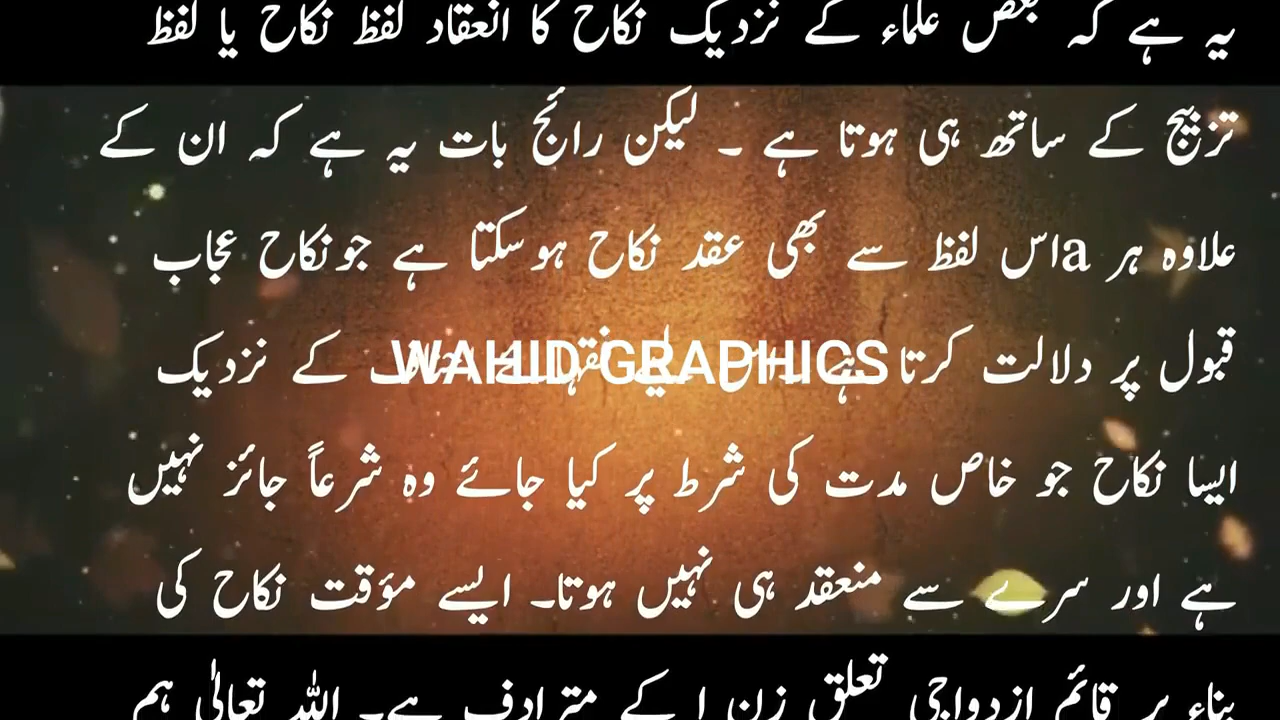 یہ ہے کہ بعض علماء کے نزدیک نکاح کا انعقاد لفظ نکاح یا لفظ
تزبیج کے ساتھ ہی ہوتا ہے ۔ لیکن رائج بات یہ ہے کہ ان کے
علاوہ ہر aاس لفظ سے بھی عقد نکاح ہوسکتا ہے جونکاح عجاب
قبول پر دلالت کرتا کے نزدیک
WAHID GRAPHICS
ایسا نکاح جو خاص مدت کی شرط پر کیا جائے وہ شرعاً جائز نہیں
ہے اور سرے سے منعقد ہی نہیں ہوتا۔ ایسے مؤقت نکاح کی
بناء پر قائم ازدواجی تعلق زن ا کے مترادف ہے۔ اللہ تعالٰی ہم